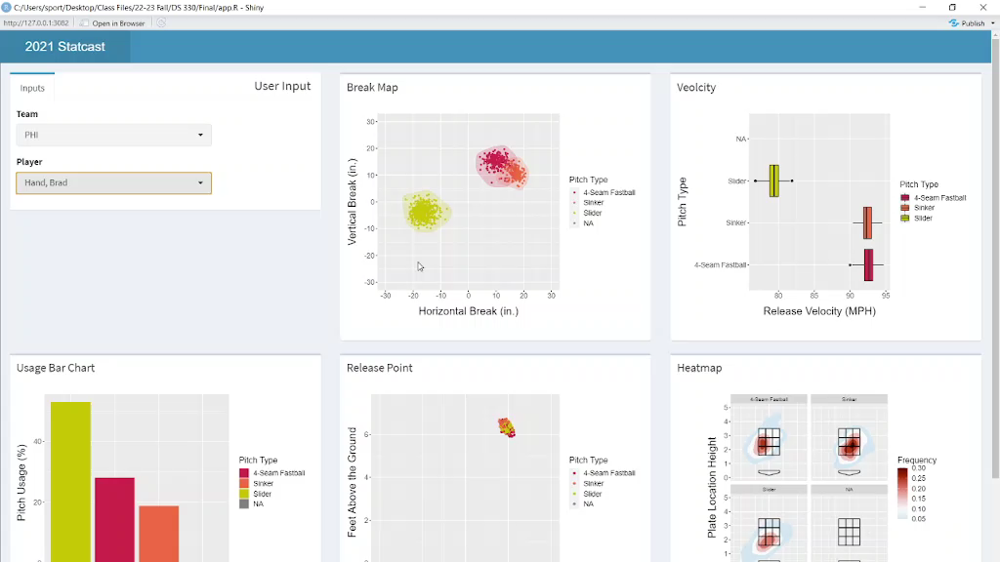 C:/Users/sport/Desktop/Class Files/22-23 Fall/DS 330/Final/app.R - Shiny
http://127.0.0.1:3082
Open in Browser
Publish
2021 Statcast
Inputs
User Input
Team
PHI
Player
Hand, Brad
Break Map
30
20
10
0
-10
-20
-30
Vertical Break (in.)
-30 -20 -10 0 10 20 30
Horizontal Break (in.)
Pitch Type
4-Seam Fastball
Sinker
Slider
NA
Veolcity
Pitch Type
NA
Slider
Sinker
4-Seam Fastball
80 85 90 95
Release Velocity (MPH)
Pitch Type
4-Seam Fastball
Sinker
Slider
Usage Bar Chart
Pitch Usage (%)
40
20
Pitch Type
4-Seam Fastball
Sinker
Slider
NA
Release Point
Feet Above the Ground
6
4
2
Pitch Type
4-Seam Fastball
Sinker
Slider
NA
Heatmap
Plate Location Height
4-Seam Fastball
Sinker
5
4
3
2
1
0
Slider
NA
5
4
3
2
1
Frequency
0.30
0.25
0.20
0.15
0.10
0.05